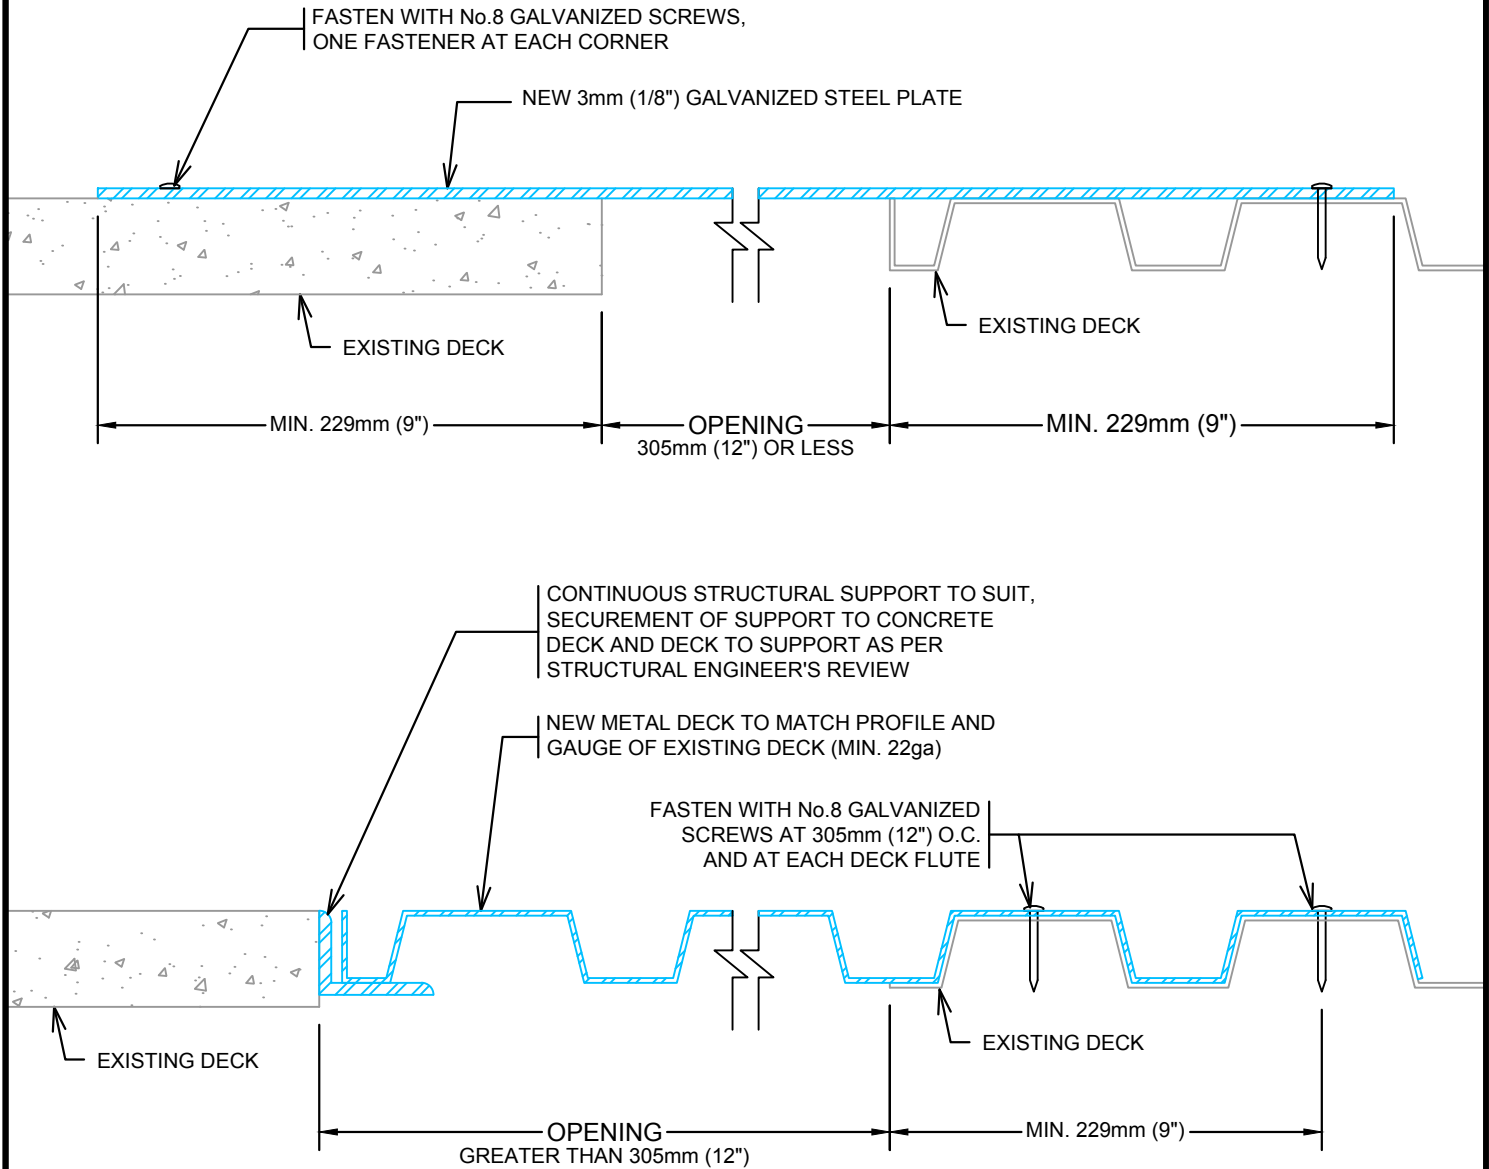 FASTEN WITH No.8 GALVANIZED SCREWS,
ONE FASTENER AT EACH CORNER
NEW 3mm (1/8") GALVANIZED STEEL PLATE
EXISTING DECK
EXISTING DECK
MIN. 229mm (9")
OPENING
305mm (12") OR LESS
MIN. 229mm (9")
CONTINUOUS STRUCTURAL SUPPORT TO SUIT,
SECUREMENT OF SUPPORT TO CONCRETE
DECK AND DECK TO SUPPORT AS PER
STRUCTURAL ENGINEER'S REVIEW
NEW METAL DECK TO MATCH PROFILE AND
GAUGE OF EXISTING DECK (MIN. 22ga)
FASTEN WITH No.8 GALVANIZED
SCREWS AT 305mm (12") O.C.
AND AT EACH DECK FLUTE
EXISTING DECK
EXISTING DECK
OPENING
GREATER THAN 305mm (12")
MIN. 229mm (9")